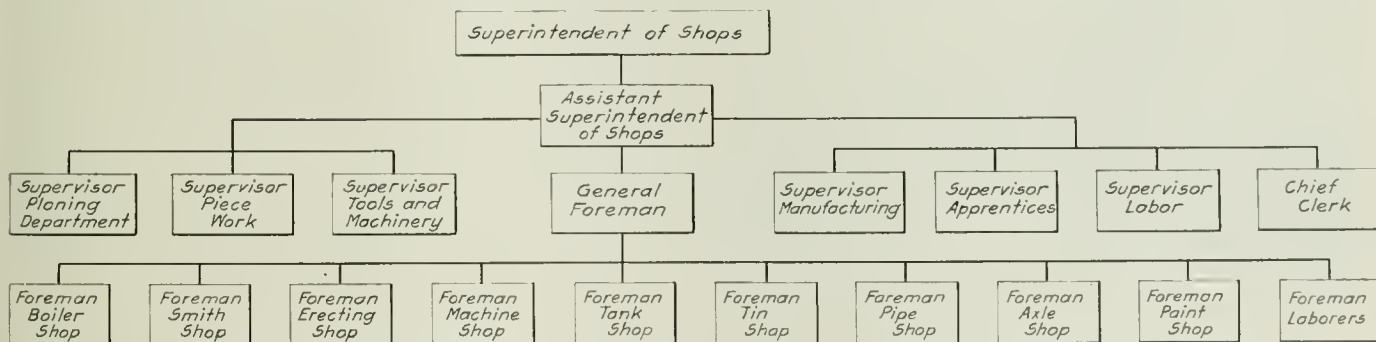 Superintendent of Shops
Assistant
Superintendent
of Shops
Supervisor
Planing
Department
Supervisor
Piece
Work
Supervisor
Tools and
Machinery
General
Foreman
Supervisor
Manufacturing
Supervisor
Apprentices
Supervisor
Labor
Chief
Clerk
Foreman
Boiler
Shop
Foreman
Smith
Shop
Foreman
Erecting
Shop
Foreman
Machine
Shop
Foreman
Tank
Shop
Foreman
Tin
Shop
Foreman
Pipe
Shop
Foreman
Axle
Shop
Foreman
Paint
Shop
Foreman
Laborers